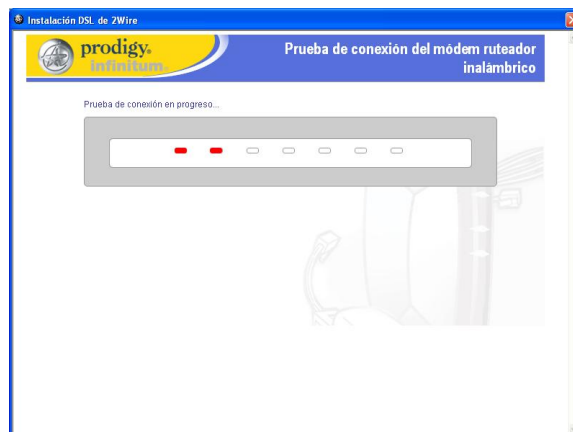 Instalación DSL de 2Wire
prodigy.
infinitum.
Prueba de conexión del módem ruteador
inalámbrico
Prueba de conexión en progreso...